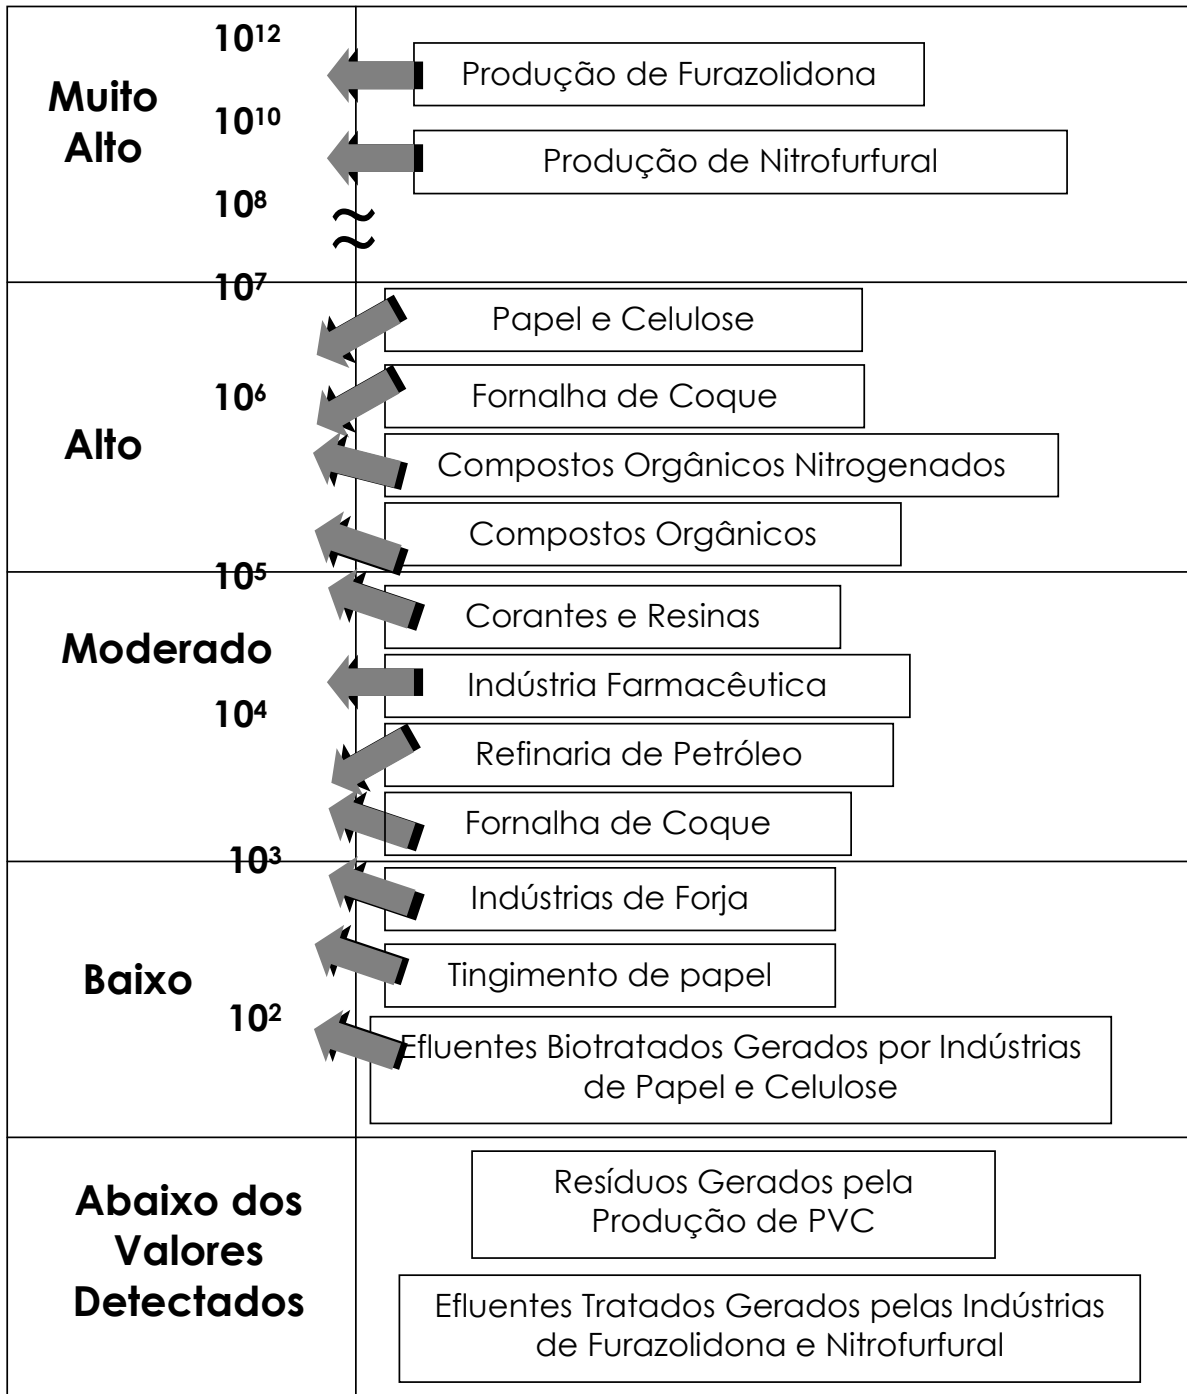 10¹²
Produção de Furazolidona
Muito
Alto
10¹⁰
Produção de Nitrofurfural
10⁸
≈
10⁷
Papel e Celulose
10⁶
Fornalha de Coque
Alto
Compostos Orgânicos Nitrogenados
Compostos Orgânicos
10⁵
Corantes e Resinas
Moderado
Indústria Farmacêutica
10⁴
Refinaria de Petróleo
Fornalha de Coque
10³
Indústrias de Forja
Baixo
Tingimento de papel
10²
Efluentes Biotratados Gerados por Indústrias
de Papel e Celulose
Abaixo dos
Valores
Detectados
Resíduos Gerados pela
Produção de PVC
Efluentes Tratados Gerados pelas Indústrias
de Furazolidona e Nitrofurfural